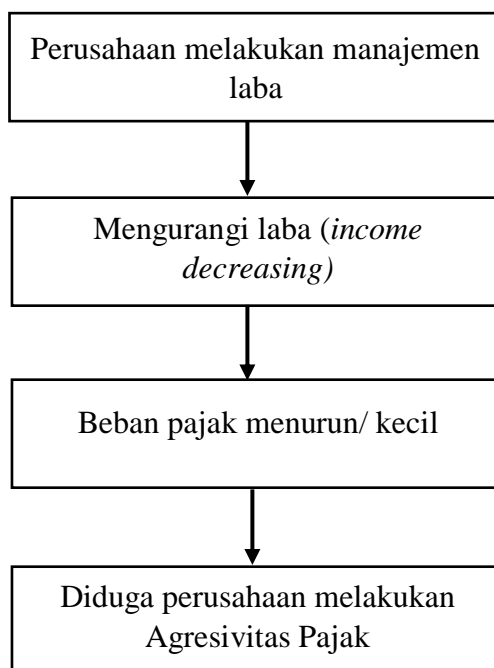 Perusahaan melakukan manajemen
laba
Mengurangi laba (income
decreasing)
Beban pajak menurun/ kecil
Diduga perusahaan melakukan
Agresivitas Pajak